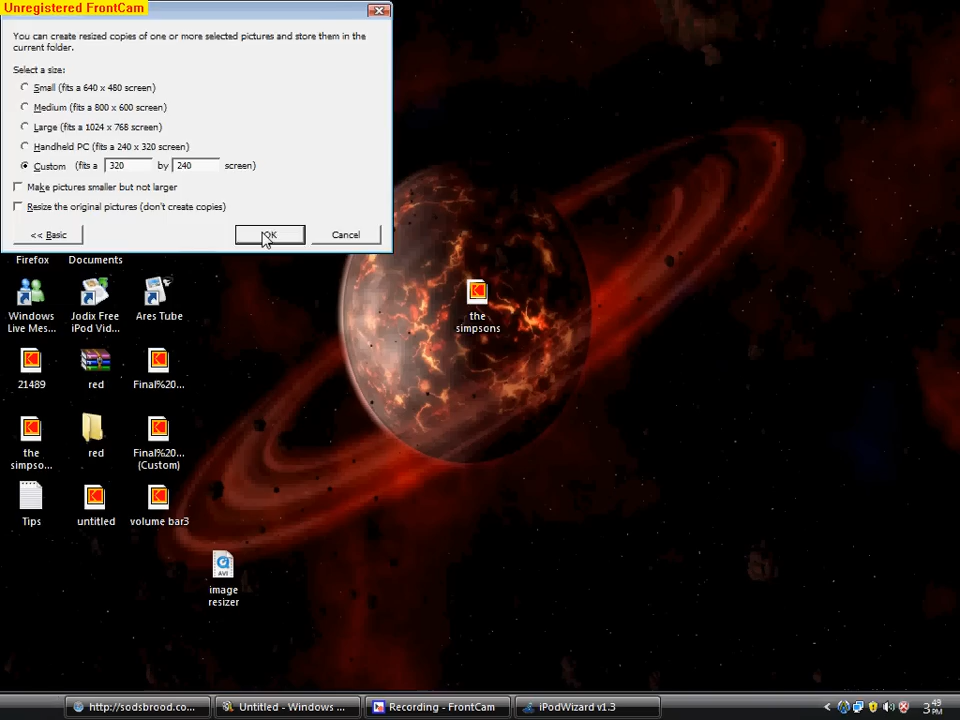 Unregistered FrontCam
You can create resized copies of one or more selected pictures and store them in the
current folder.
Select a size:
Small (fits a 640 x 480 screen)
Medium (fits a 800 x 600 screen)
Large (fits a 1024 x 768 screen)
Handheld PC (fits a 240 x 320 screen)
Custom (fits a 320 by 240 screen)
Make pictures smaller but not larger
Resize the original pictures (don't create copies)
<< Basic
OK
Cancel
Firefox
Documents
Windows
Live Mes...
Jodix Free
iPod Vid...
Ares Tube
the
simpsons
21489
red
Final%20...
the
simpso...
red
Final%20...
(Custom)
Tips
untitled
volume bar3
AVI
image
resizer
http://sodsbrood.co...
Untitled - Windows ...
Recording - FrontCam
iPodWizard v1.3
3:43
PM